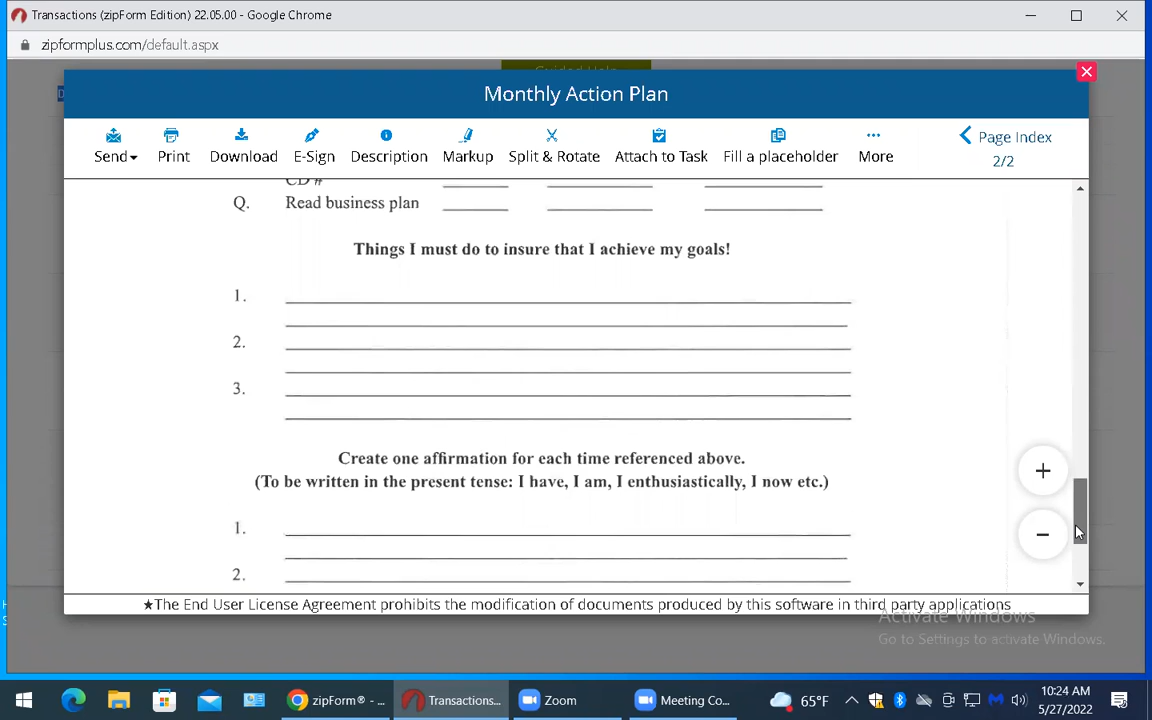 Transactions (zipForm Edition) 22.05.00 - Google Chrome
zipformplus.com/default.aspx
Guided Help
Monthly Action Plan
Send Print Download E-Sign Description Markup Split & Rotate Attach to Task Fill a placeholder More
Page Index
2/2
CD #
Q. Read business plan
Things I must do to insure that I achieve my goals!
1.
2.
3.
Create one affirmation for each time referenced above.
(To be written in the present tense: I have, I am, I enthusiastically, I now etc.)
1.
2.
★The End User License Agreement prohibits the modification of documents produced by this software in third party applications
Activate Windows
Go to Settings to activate Windows.
zipForm® - ... Transactions... Zoom Meeting Co... 65°F 10:24 AM
5/27/2022